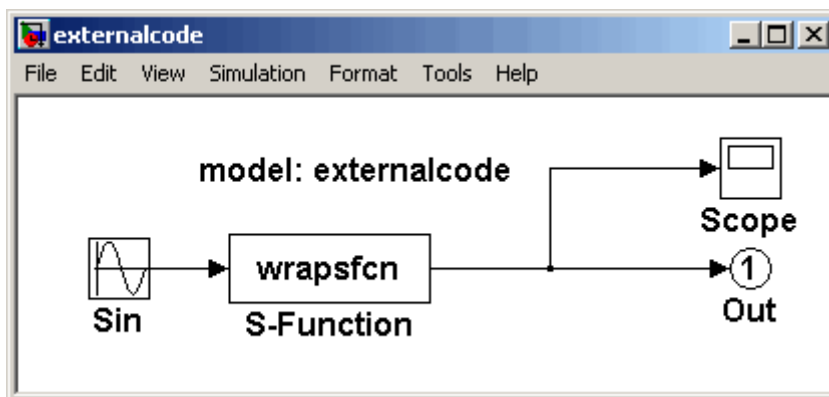 externalcode
File Edit View Simulation Format Tools Help
model: externalcode
Scope
wrapsfcn
1
Sin
S-Function
Out